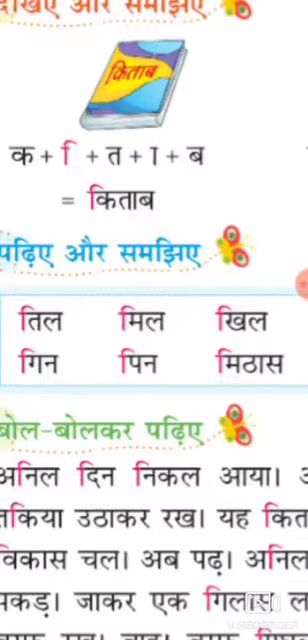 देखिए और समझिए
किताब
क + ि + त + ा + ब
= किताब
पढ़िए और समझिए
तिल मिल खिल
गिन पिन मिठास
बोल-बोलकर पढ़िए
अनिल दिन निकल आया।
तकिया उठाकर रख। यह
विकास चल। अब पढ़। अनिल
पकड़। जाकर एक गिलास